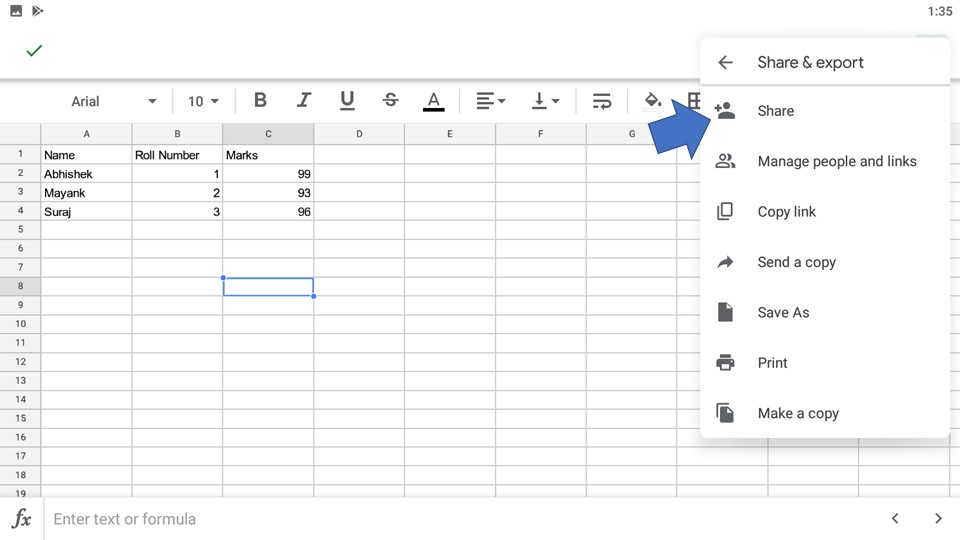 1:35
Share & export
Arial 10 B I U S A
Share
A B C D E F G
1 Name Roll Number Marks
2 Abhishek 1 99
3 Mayank 2 93
4 Suraj 3 96
5
6
7
8
9
10
11
12
13
14
15
16
17
18
19
Manage people and links
Copy link
Send a copy
Save As
Print
Make a copy
fx Enter text or formula